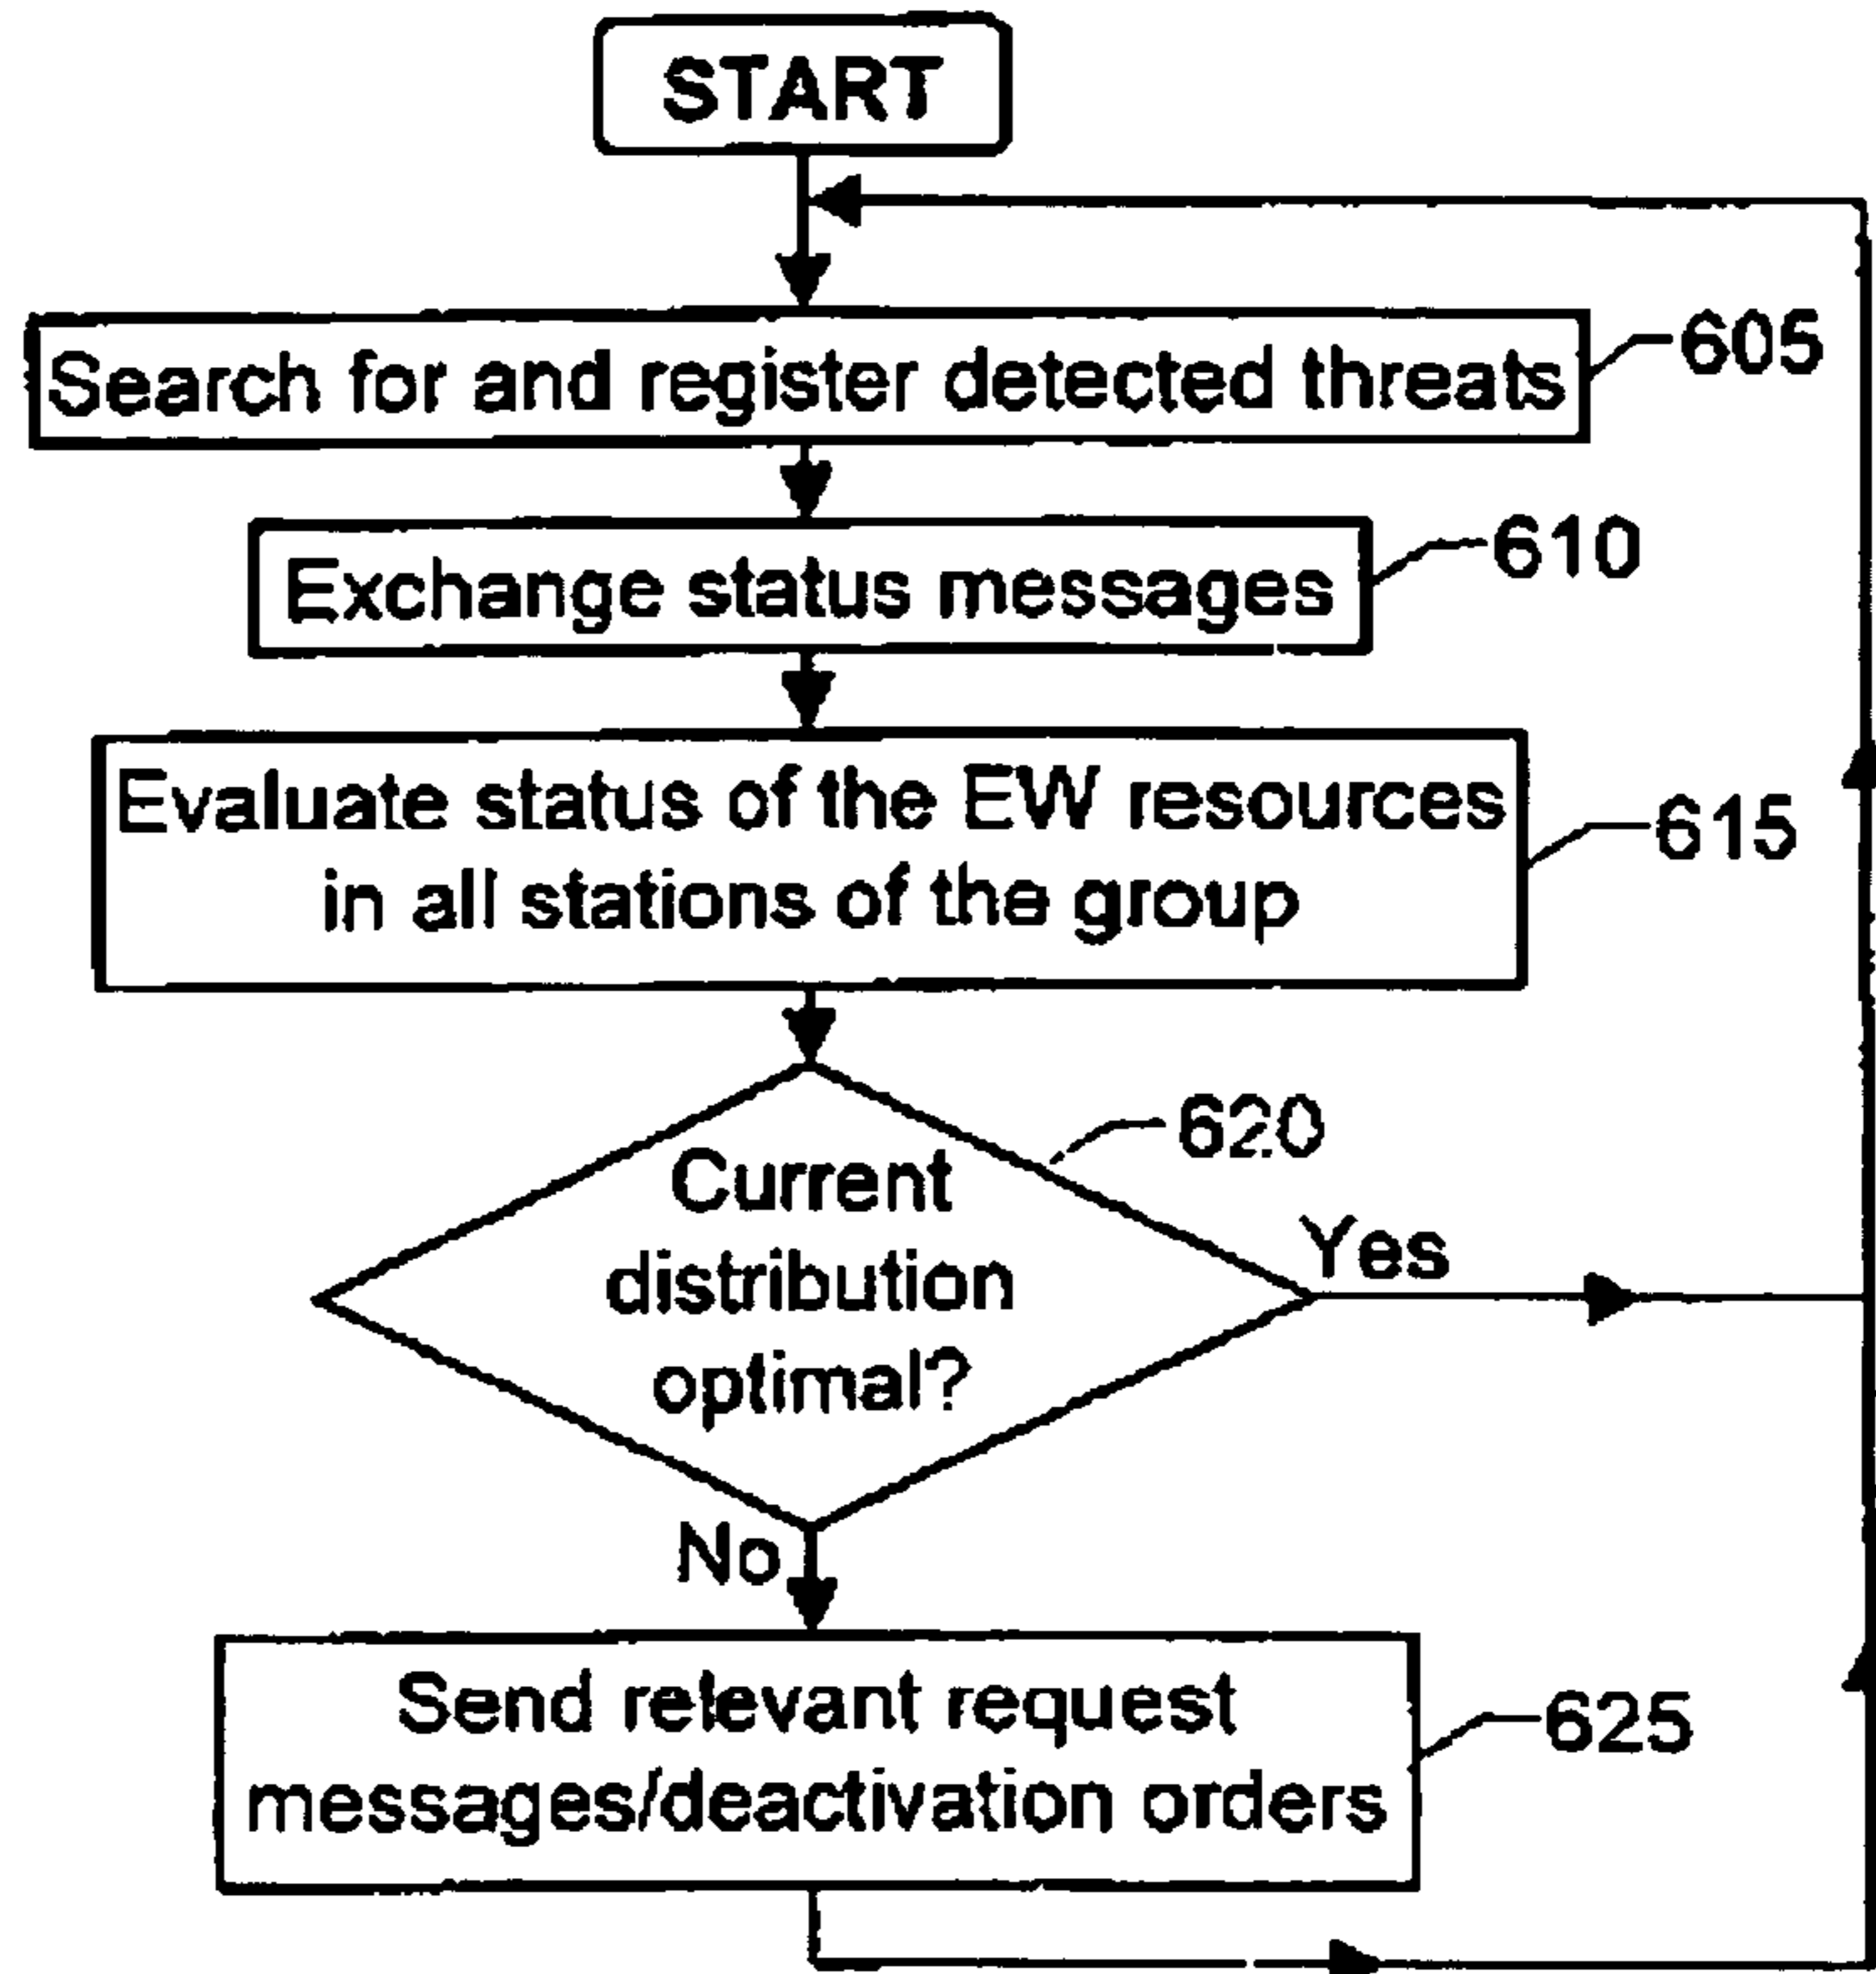 START
Search for and register detected threats
605
Exchange status messages
610
Evaluate status of the EW resources
in all stations of the group
615
620
Current
distribution
optimal?
Yes
No
Send relevant request
messages/deactivation orders
625